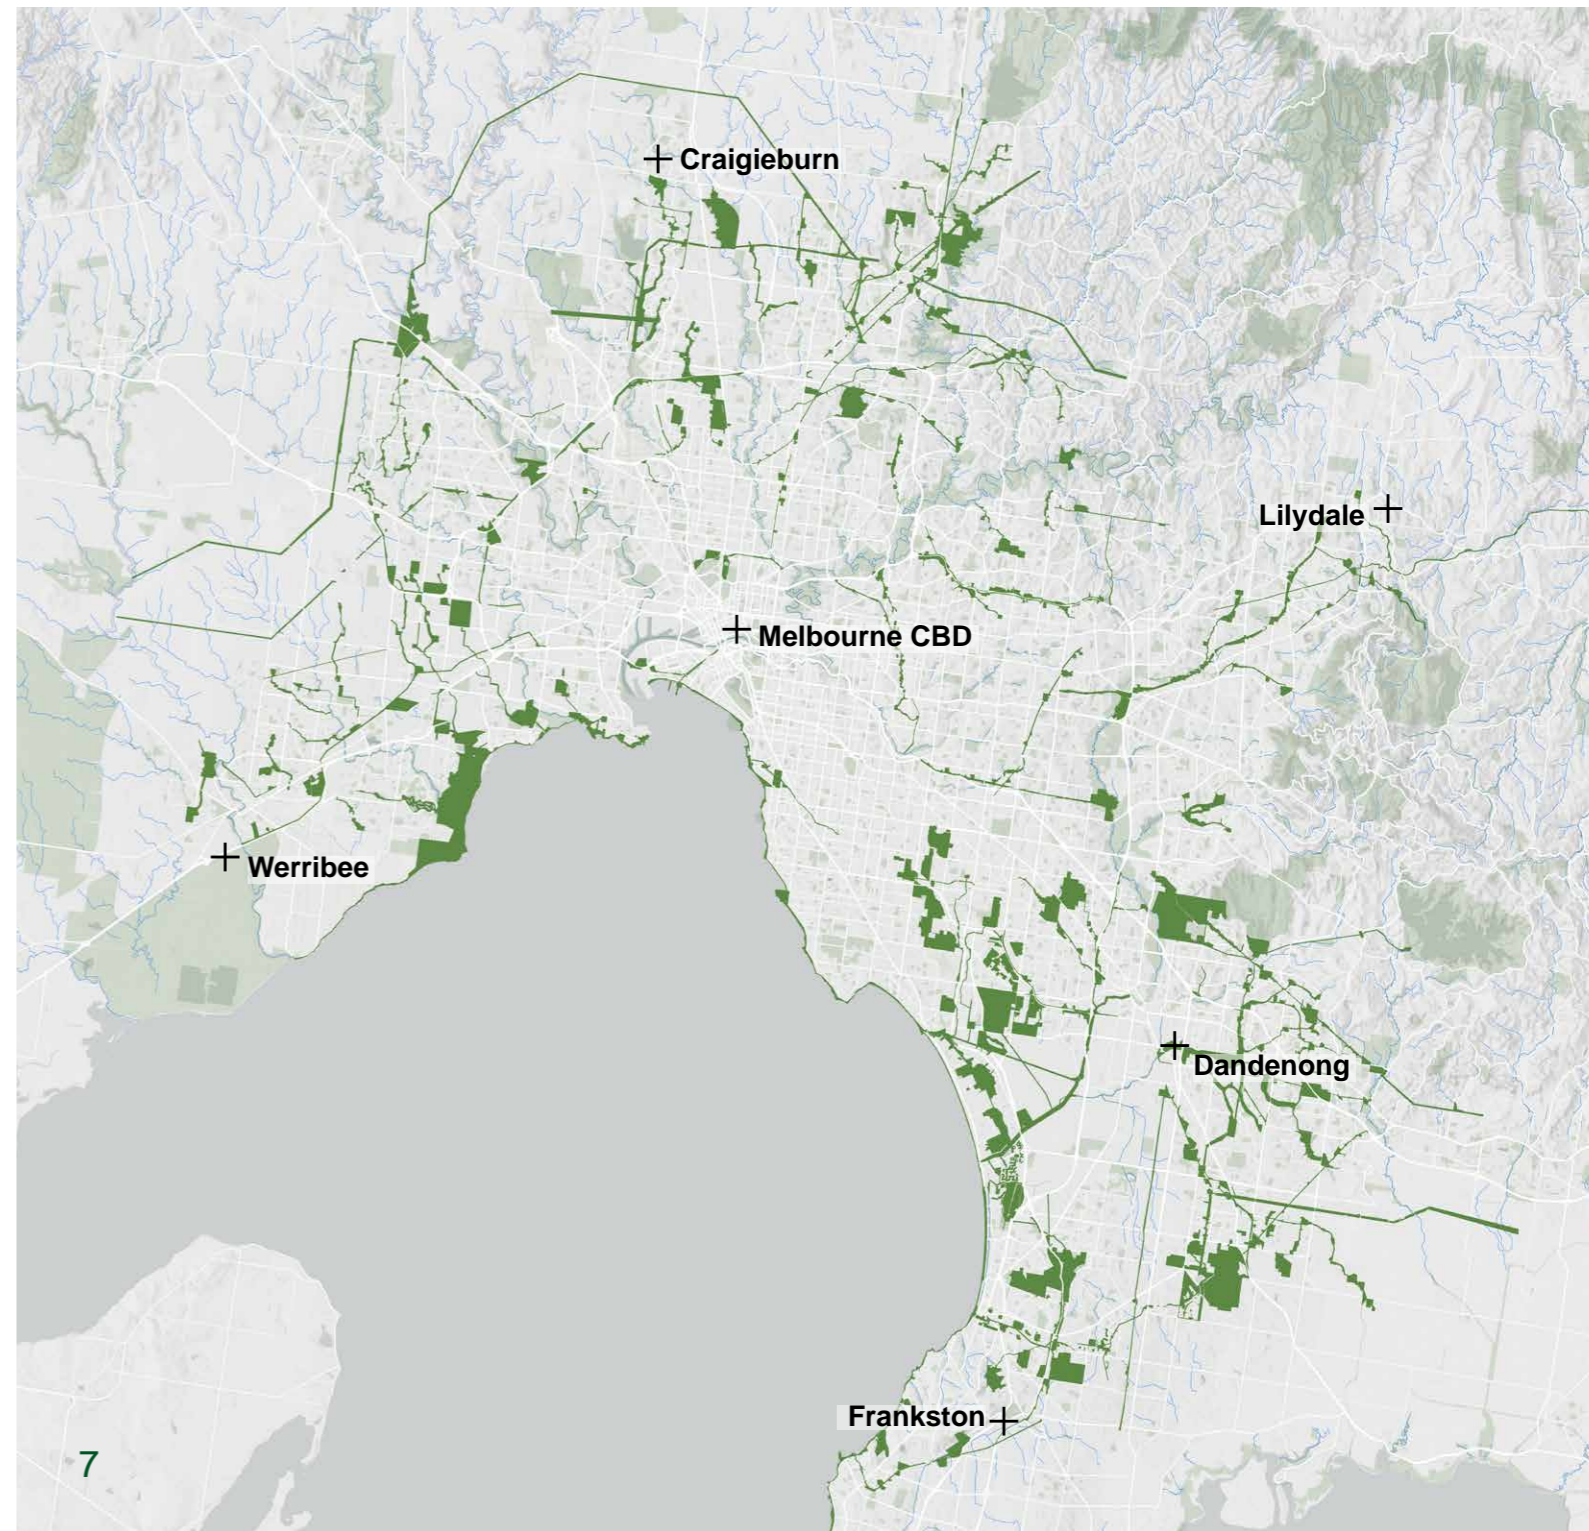 Craigieburn
Lilydale
Melbourne CBD
Werribee
Dandenong
Frankston
7